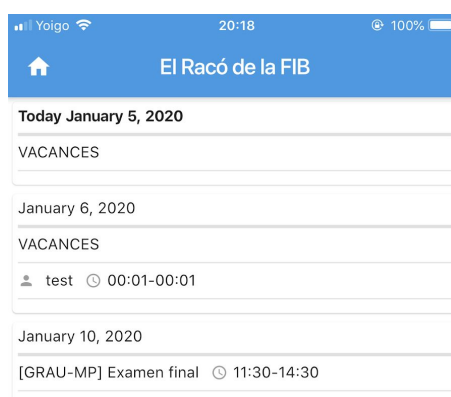 Yoigo 20:18 100%
El Racó de la FIB
Today January 5, 2020
VACANCES
January 6, 2020
VACANCES
test 00:01-00:01
January 10, 2020
[GRAU-MP] Examen final 11:30-14:30